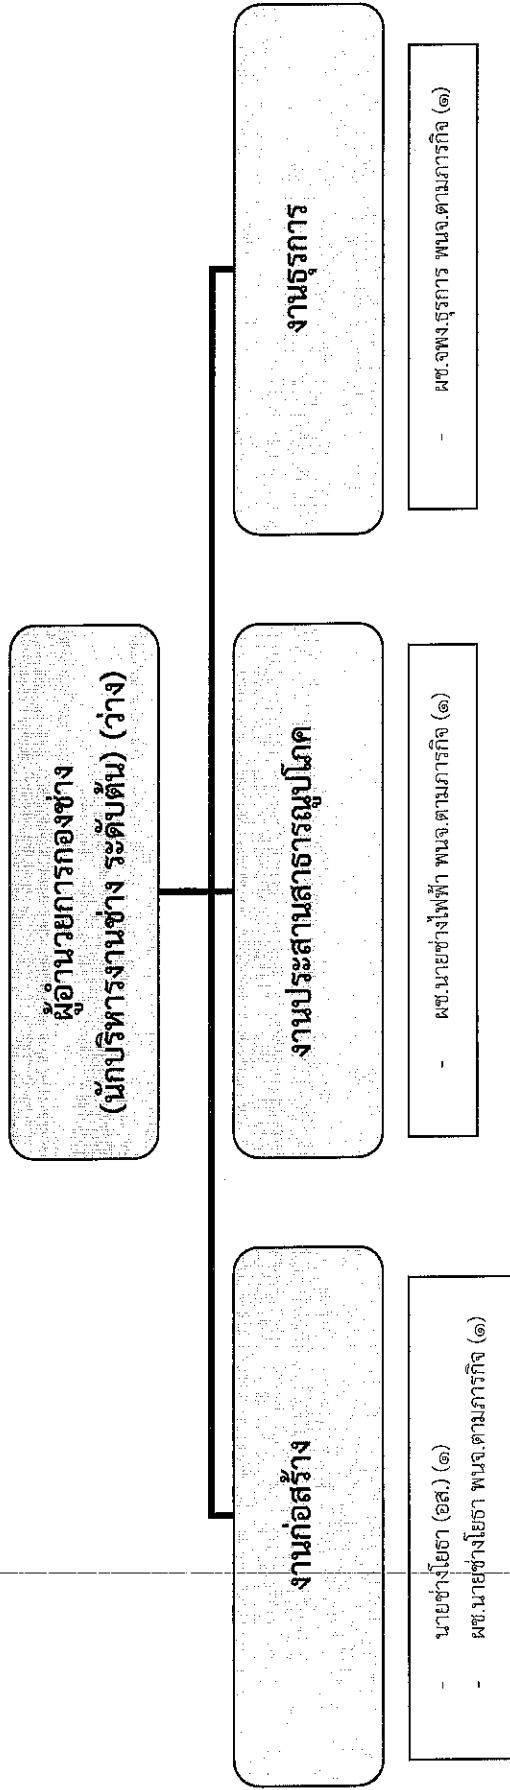 ผู้อำนวยการกองช่าง
(นักบริหารงานช่าง ระดับต้น) (ว่าง)
งานก่อสร้าง
งานประสานสาธารณูปโภค
งานธุรการ
- นายช่างโยธา (อส.) (๑)
- ผช.นายช่างโยธา พนจ.ตามภารกิจ (๑)
- ผช.นายช่างไฟฟ้า พนจ.ตามภารกิจ (๑)
- ผช.จพง.ธุรการ พนจ.ตามภารกิจ (๑)